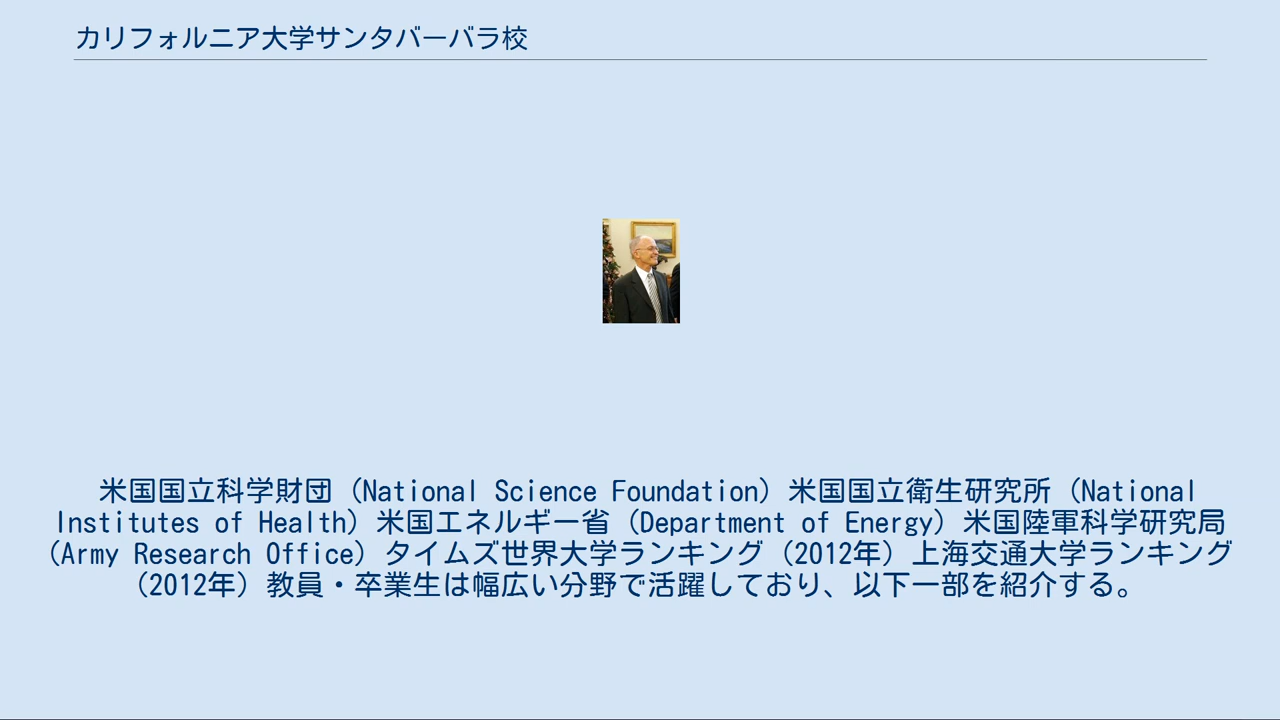 カリフォルニア大学サンタバーバラ校
米国国立科学財団（National Science Foundation）米国国立衛生研究所（National
Institutes of Health）米国エネルギー省（Department of Energy）米国陸軍科学研究局
（Army Research Office）タイムズ世界大学ランキング（2012年）上海交通大学ランキング
（2012年）教員・卒業生は幅広い分野で活躍しており、以下一部を紹介する。